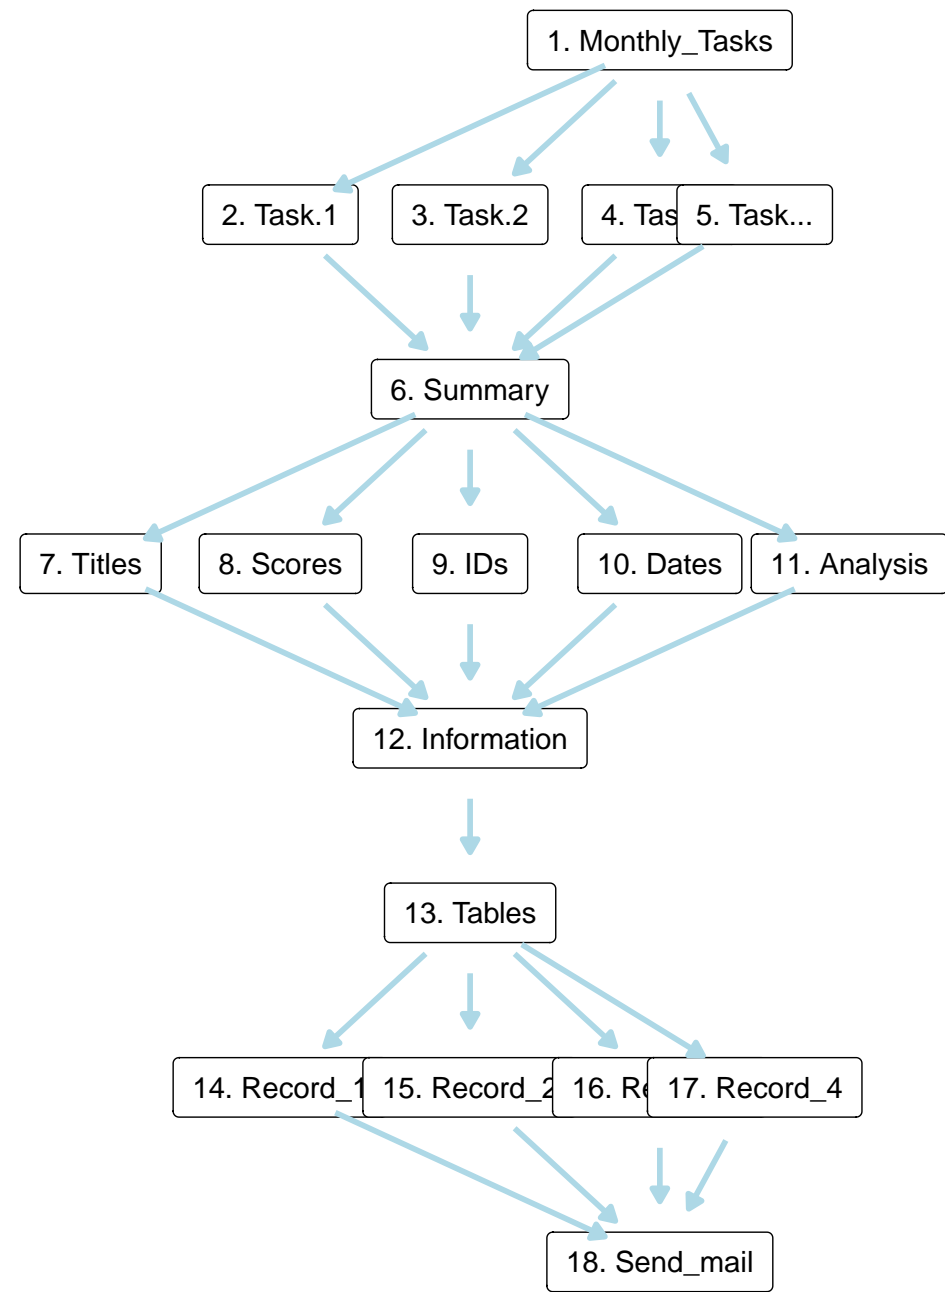 1. Monthly_Tasks
2. Task.1
3. Task.2
4. Tas
5. Task...
6. Summary
7. Titles
8. Scores
9. IDs
10. Dates
11. Analysis
12. Information
13. Tables
14. Record_1
15. Record_2
16. Re
17. Record_4
18. Send_mail